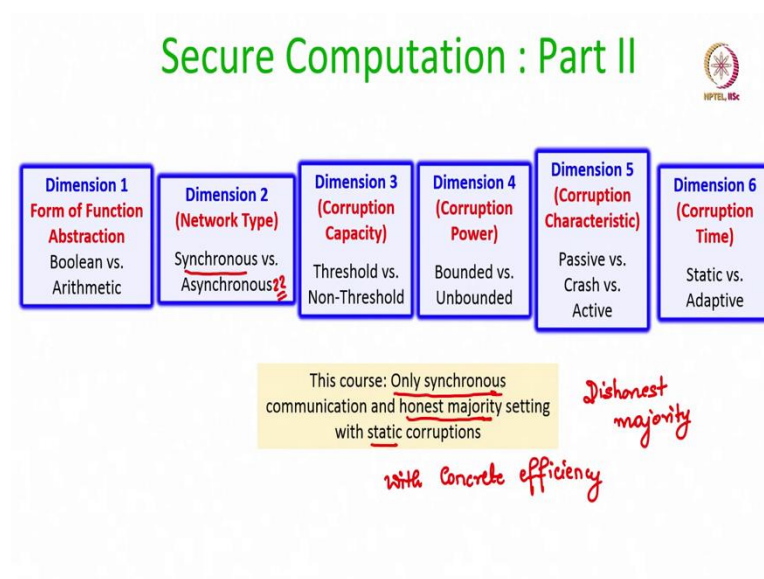 Secure Computation : Part II
NPTEL, IISc
Dimension 1
Form of Function
Abstraction
Boolean vs.
Arithmetic
Dimension 2
(Network Type)
Synchronous vs.
Asynchronous ??
Dimension 3
(Corruption
Capacity)
Threshold vs.
Non-Threshold
Dimension 4
(Corruption
Power)
Bounded vs.
Unbounded
Dimension 5
(Corruption
Characteristic)
Passive vs.
Crash vs.
Active
Dimension 6
(Corruption
Time)
Static vs.
Adaptive
This course: Only synchronous
communication and honest majority setting
with static corruptions
Dishonest
majority
with Concrete efficiency